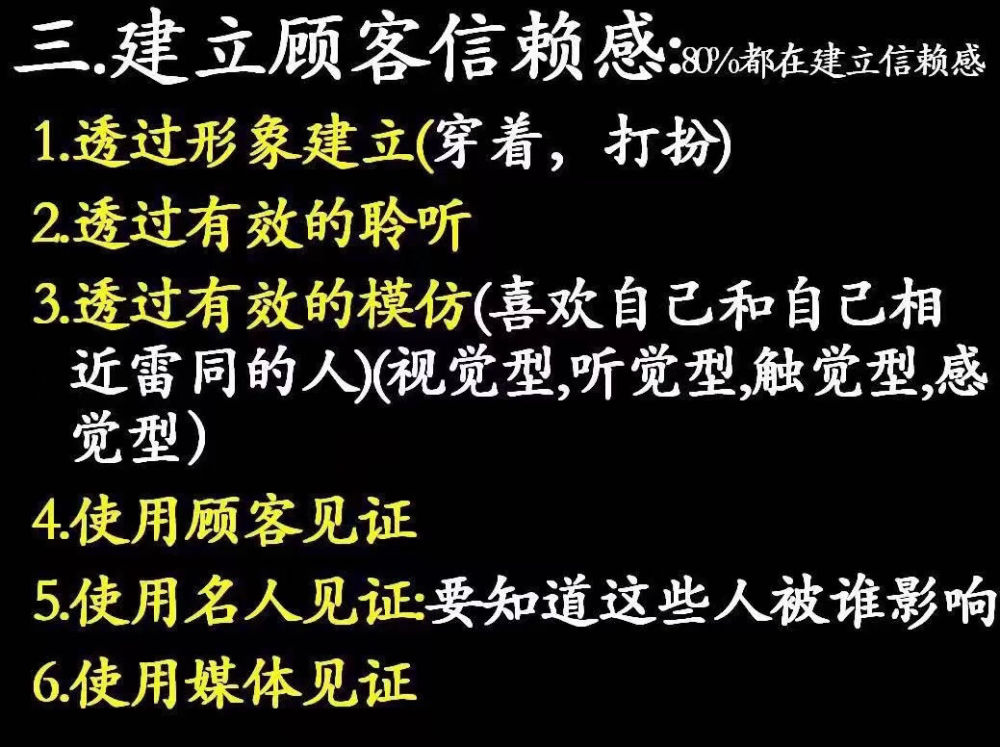 三.建立顾客信赖感:80%都在建立信赖感
1.透过形象建立(穿着，打扮)
2.透过有效的聆听
3.透过有效的模仿(喜欢自己和自己相
近雷同的人)(视觉型,听觉型,触觉型,感
觉型)
4.使用顾客见证
5.使用名人见证:要知道这些人被谁影响
6.使用媒体见证